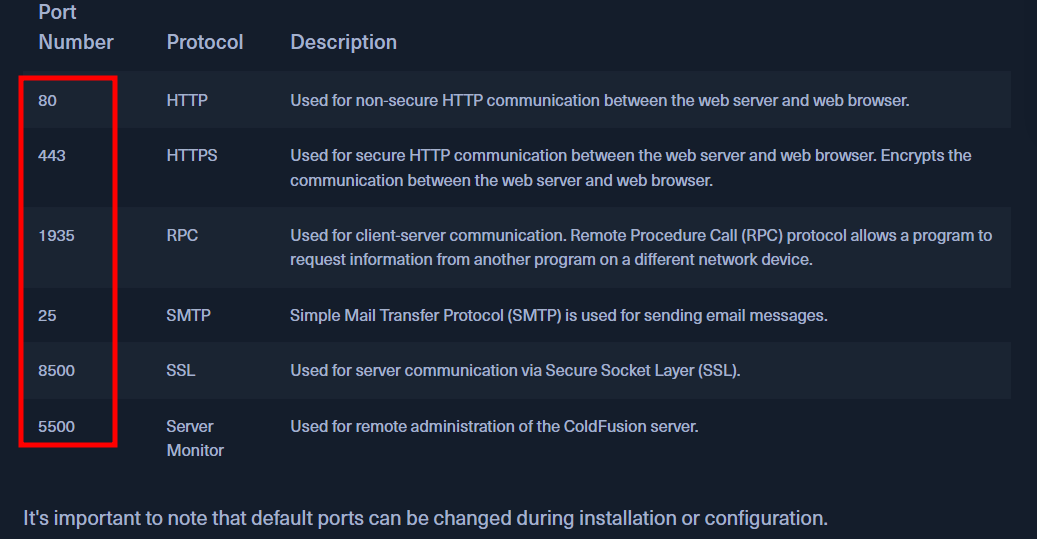 Port
Number Protocol Description
80 HTTP Used for non-secure HTTP communication between the web server and web browser.
443 HTTPS Used for secure HTTP communication between the web server and web browser. Encrypts the
communication between the web server and web browser.
1935 RPC Used for client-server communication. Remote Procedure Call (RPC) protocol allows a program to
request information from another program on a different network device.
25 SMTP Simple Mail Transfer Protocol (SMTP) is used for sending email messages.
8500 SSL Used for server communication via Secure Socket Layer (SSL).
5500 Server Used for remote administration of the ColdFusion server.
Monitor
It's important to note that default ports can be changed during installation or configuration.